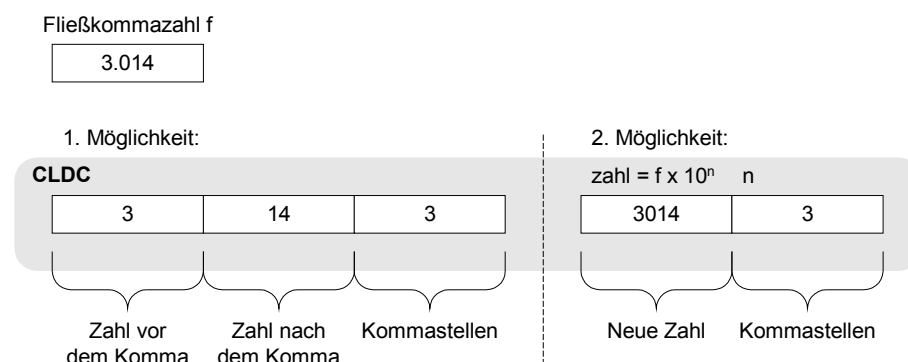 Fließkommazahl f
3.014
1. Möglichkeit:
2. Möglichkeit:
CLDC
zahl = f x 10ⁿ n
3 14 3
3014 3
Zahl vor dem Komma
Zahl nach dem Komma
Kommastellen
Neue Zahl
Kommastellen